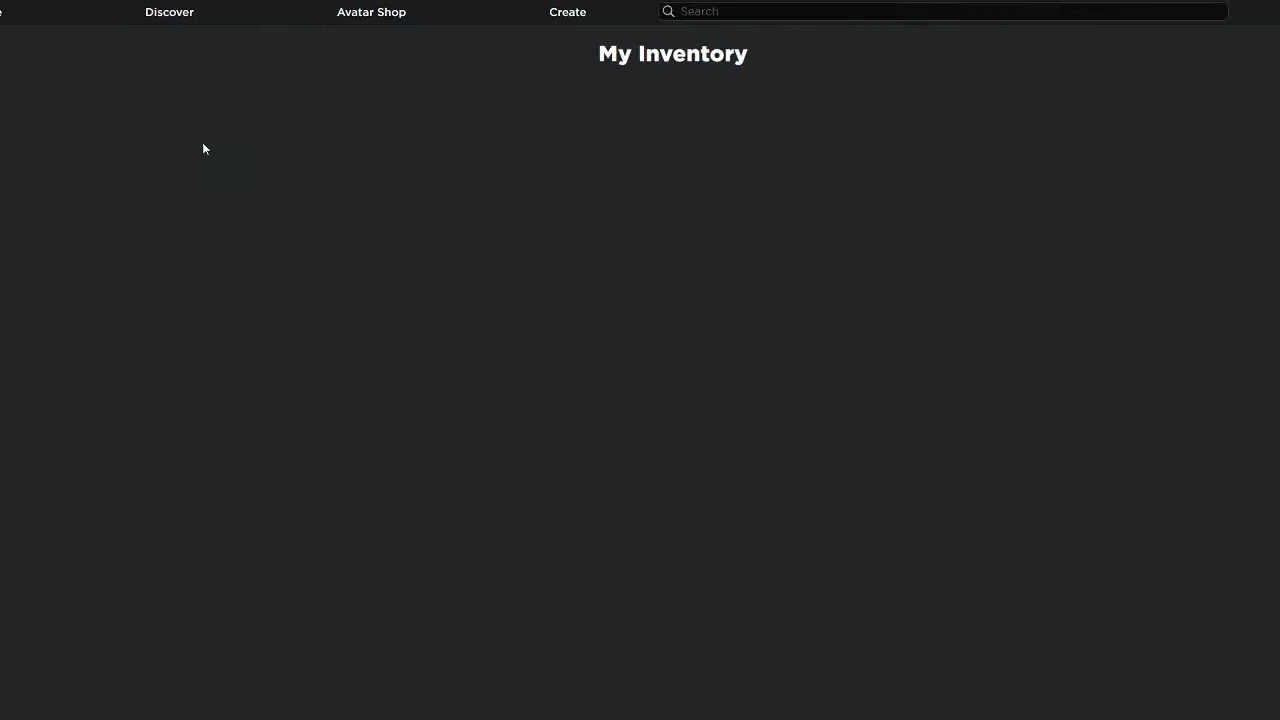 Discover
Avatar Shop
Create
Search
My Inventory